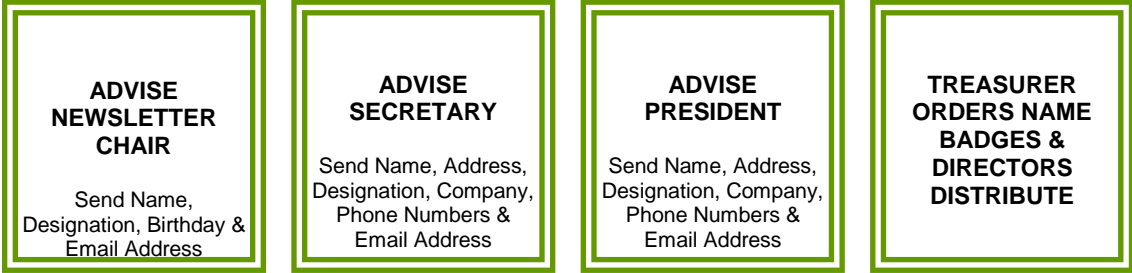 ADVISE
NEWSLETTER
CHAIR
Send Name,
Designation, Birthday &
Email Address
ADVISE
SECRETARY
Send Name, Address,
Designation, Company,
Phone Numbers &
Email Address
ADVISE
PRESIDENT
Send Name, Address,
Designation, Company,
Phone Numbers &
Email Address
TREASURER
ORDERS NAME
BADGES &
DIRECTORS
DISTRIBUTE